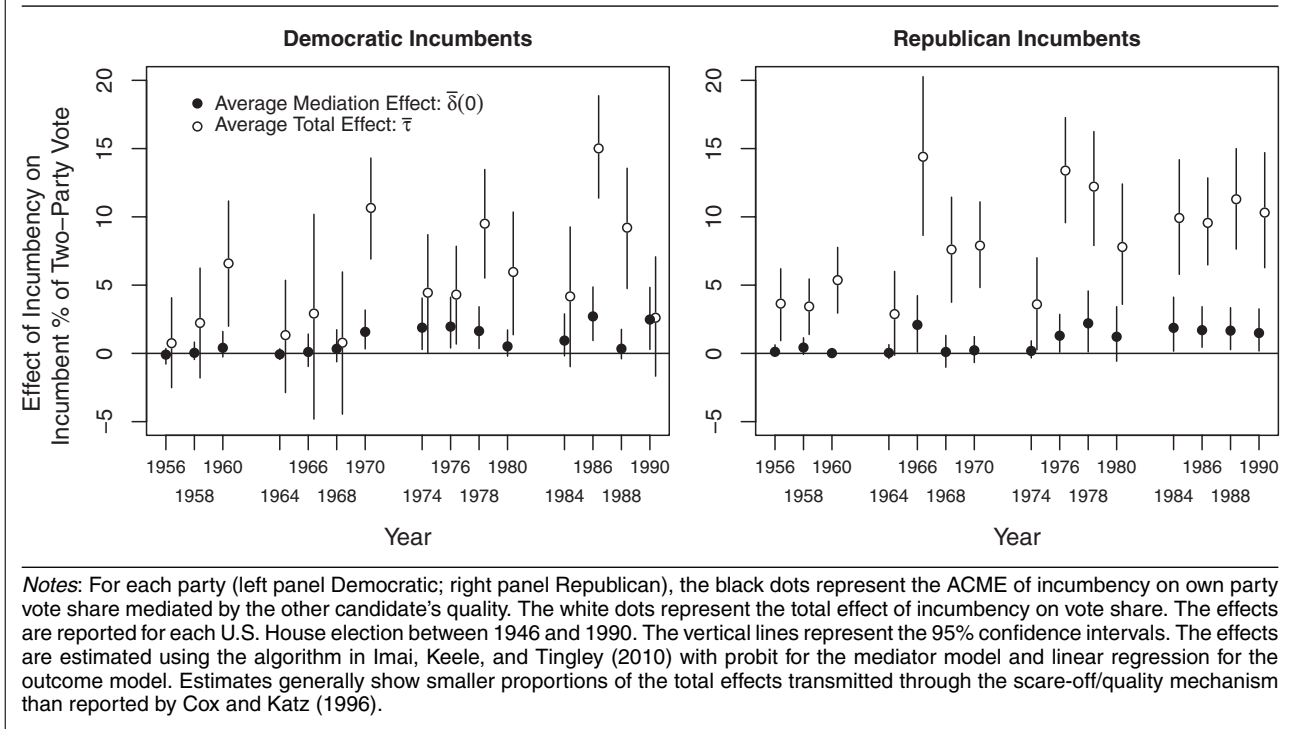 Democratic Incumbents
Republican Incumbents
Effect of Incumbency on
Incumbent % of Two−Party Vote
20
15
10
5
0
−5
Average Mediation Effect: δ̅(0)
Average Total Effect: τ̅
1956 1960 1966 1970 1976 1980 1986 1990
1958 1964 1968 1974 1978 1984 1988
Year
20
15
10
5
0
−5
1956 1960 1966 1970 1976 1980 1986 1990
1958 1964 1968 1974 1978 1984 1988
Year
Notes: For each party (left panel Democratic; right panel Republican), the black dots represent the ACME of incumbency on own party
vote share mediated by the other candidate's quality. The white dots represent the total effect of incumbency on vote share. The effects
are reported for each U.S. House election between 1946 and 1990. The vertical lines represent the 95% confidence intervals. The effects
are estimated using the algorithm in Imai, Keele, and Tingley (2010) with probit for the mediator model and linear regression for the
outcome model. Estimates generally show smaller proportions of the total effects transmitted through the scare-off/quality mechanism
than reported by Cox and Katz (1996).